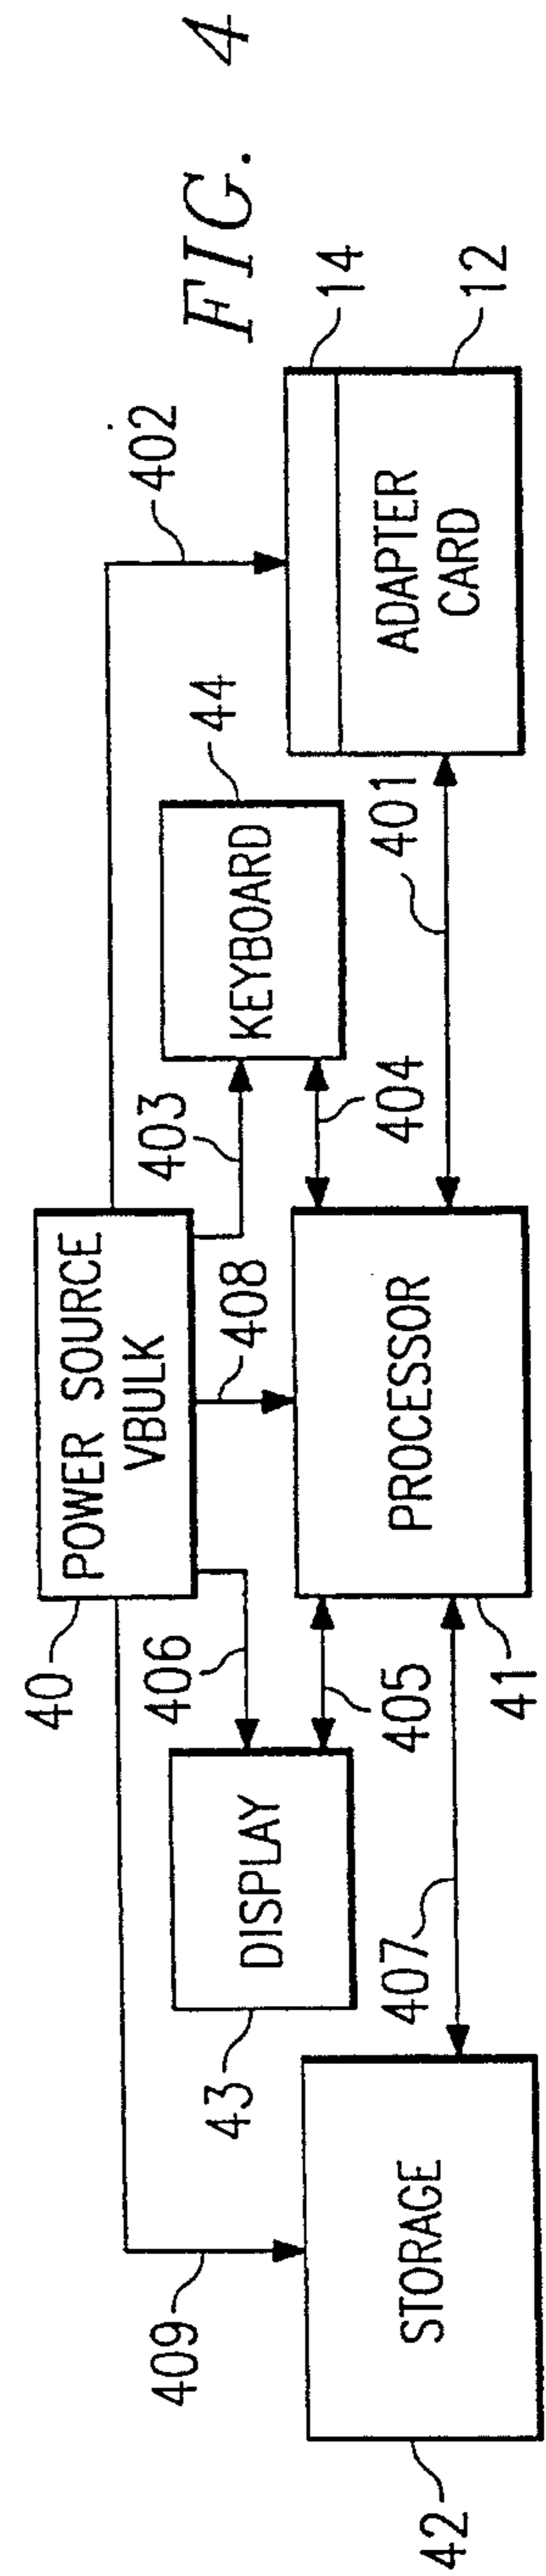 40
POWER SOURCE
VBULK
409
406
408
403
402
43
DISPLAY
KEYBOARD
44
405
404
407
401
42
STORAGE
41
PROCESSOR
ADAPTER
CARD
14
12
FIG. 4